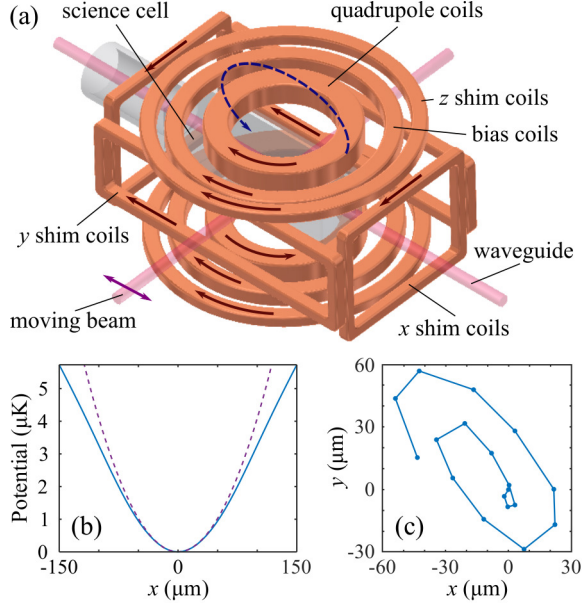 (a)
science cell
quadrupole coils
z shim coils
bias coils
y shim coils
waveguide
moving beam
x shim coils
(b)
Potential (μK)
5
4
3
2
1
0
-150
0
150
x (μm)
(c)
y (μm)
60
30
0
-30
-60
-30
0
30
x (μm)